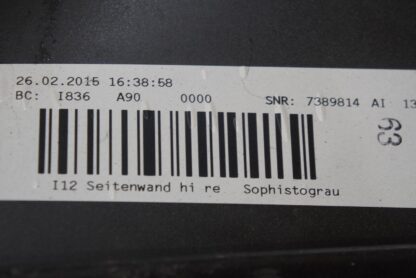 26.02.2015 16:38:58
BC: I836 A90 0000 SNR: 7389814 AI 13
63
I12 Seitenwand hi re Sophistograu